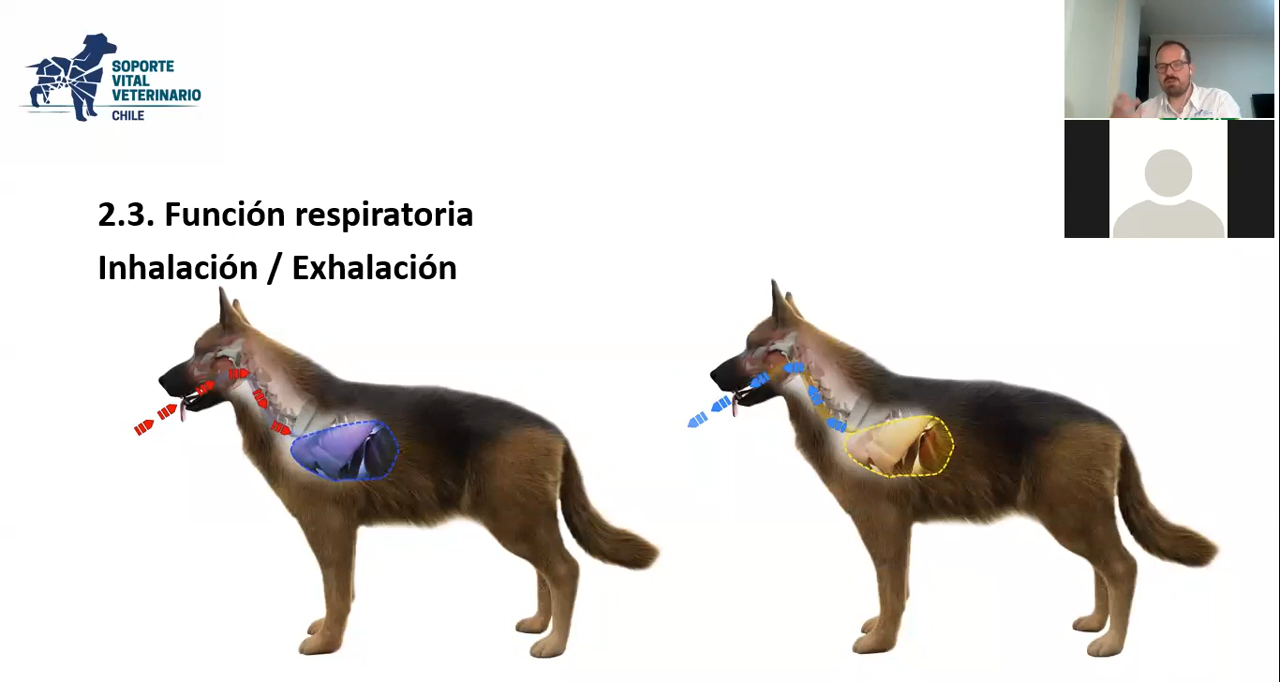 SOPORTE
VITAL
VETERINARIO
CHILE
2.3. Función respiratoria
Inhalación / Exhalación